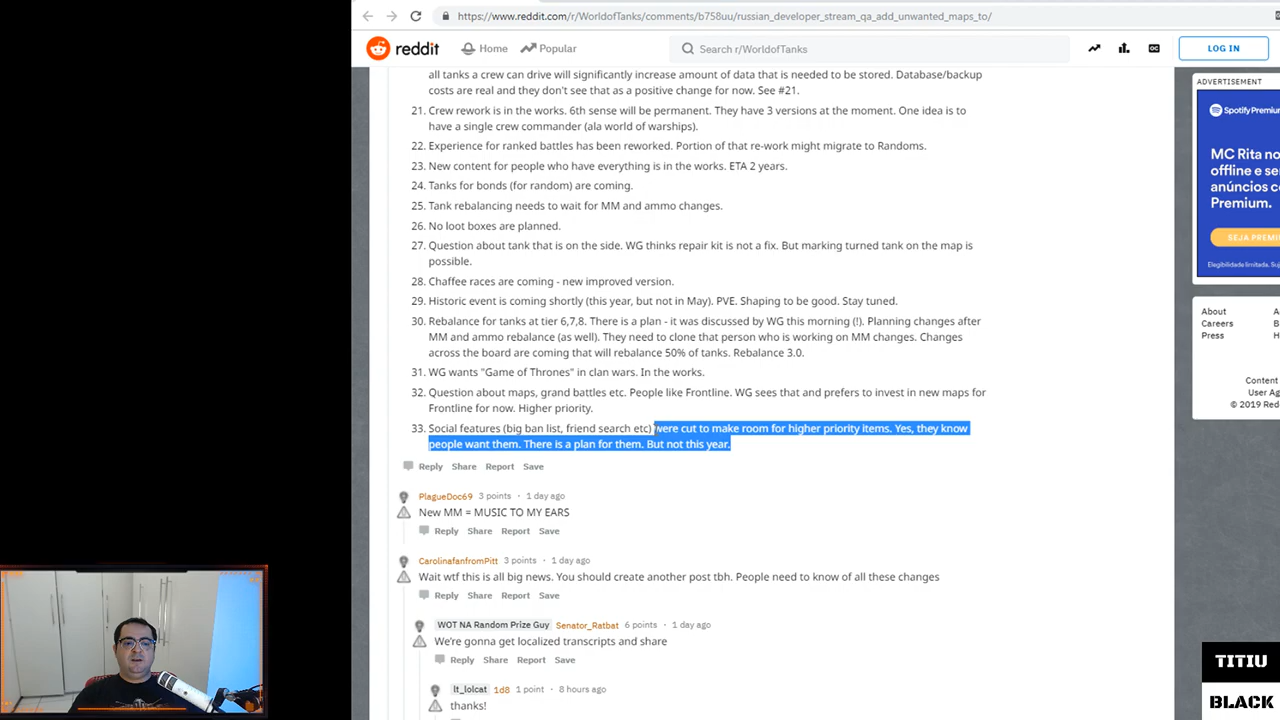 https://www.reddit.com/r/WorldofTanks/comments/b758uu/russian_developer_stream_qa_add_unwanted_maps_to/
reddit Home Popular Search r/WorldofTanks LOG IN
all tanks a crew can drive will significantly increase amount of data that is needed to be stored. Database/backup
costs are real and they don't see that as a positive change for now. See #21.
21. Crew rework is in the works. 6th sense will be permanent. They have 3 versions at the moment. One idea is to
have a single crew commander (ala world of warships).
22. Experience for ranked battles has been reworked. Portion of that re-work might migrate to Randoms.
23. New content for people who have everything is in the works. ETA 2 years.
24. Tanks for bonds (for random) are coming.
25. Tank rebalancing needs to wait for MM and ammo changes.
26. No loot boxes are planned.
27. Question about tank that is on the side. WG thinks repair kit is not a fix. But marking turned tank on the map is
possible.
28. Chaffee races are coming - new improved version.
29. Historic event is coming shortly (this year, but not in May). PVE. Shaping to be good. Stay tuned.
30. Rebalance for tanks at tier 6,7,8. There is a plan - it was discussed by WG this morning (!). Planning changes after
MM and ammo rebalance (as well). They need to clone that person who is working on MM changes. Changes
across the board are coming that will rebalance 50% of tanks. Rebalance 3.0.
31. WG wants "Game of Thrones" in clan wars. In the works.
32. Question about maps, grand battles etc. People like Frontline. WG sees that and prefers to invest in new maps for
Frontline for now. Higher priority.
33. Social features (big ban list, friend search etc) were cut to make room for higher priority items. Yes, they know
people want them. There is a plan for them. But not this year.
Reply Share Report Save
PlagueDoc69 3 points · 1 day ago
New MM = MUSIC TO MY EARS
Reply Share Report Save
CarolinafanfromPitt 3 points · 1 day ago
Wait wtf this is all big news. You should create another post tbh. People need to know of all these changes
Reply Share Report Save
WOT NA Random Prize Guy Senator_Ratbat 6 points · 1 day ago
We're gonna get localized transcripts and share
Reply Share Report Save
lt_lolcat 1d8 1 point · 8 hours ago
thanks!
ADVERTISEMENT
Spotify Premium
MC Rita no
offline e se
anúncios c
Premium.
SEJA PREMI
Elegibilidade limitada. Su
About
Careers
Press
Content
User Ag
© 2019 Red
TITIU
BLACK